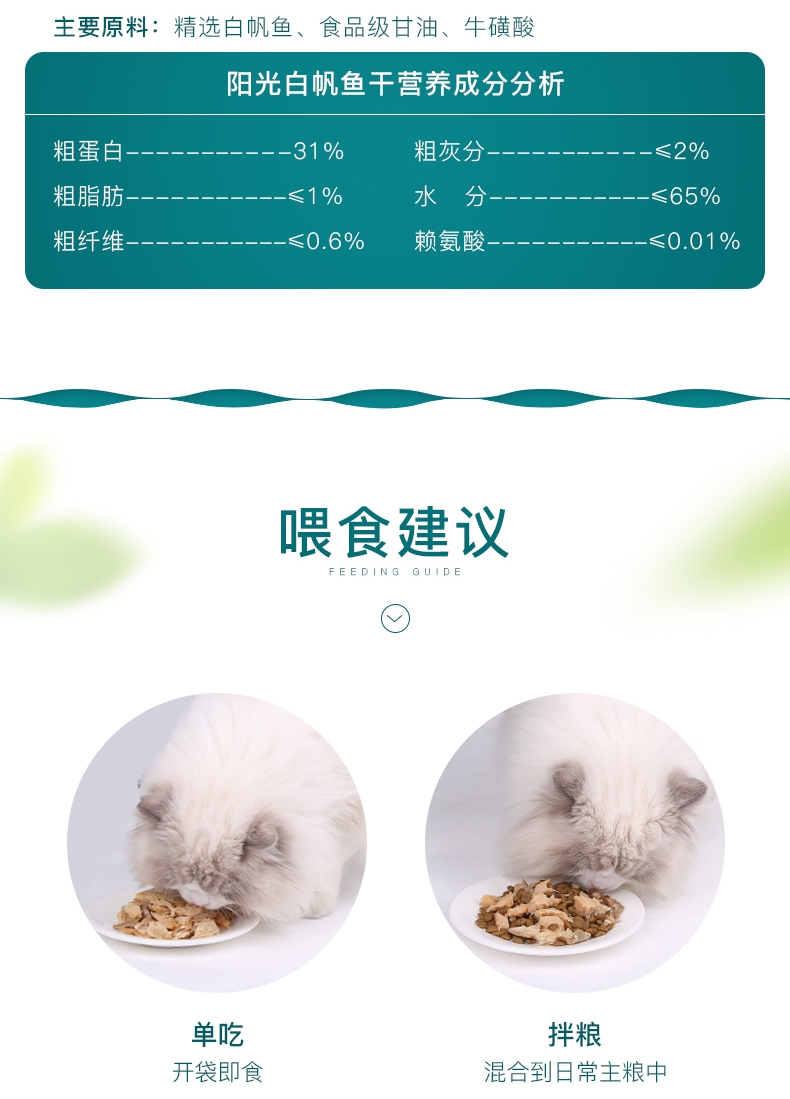 主要原料：精选白帆鱼、食品级甘油、牛磺酸
阳光白帆鱼干营养成分分析
粗蛋白-----------31%
粗灰分-----------≤2%
粗脂肪-----------≤1%
水 分-----------≤65%
粗纤维-----------≤0.6%
赖氨酸-----------≤0.01%
喂食建议
FEEDING GUIDE
单吃
拌粮
开袋即食
混合到日常主粮中